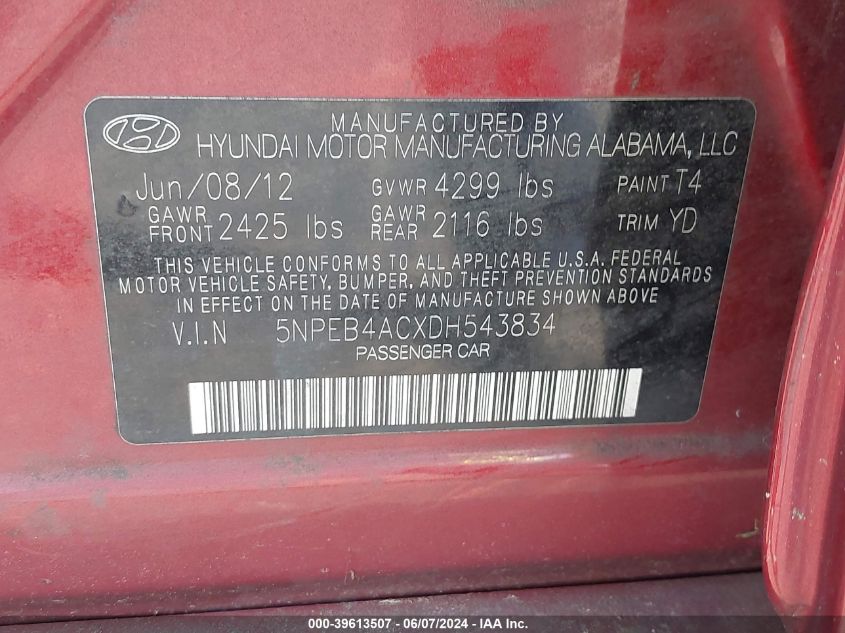 MANUFACTURED BY
HYUNDAI MOTOR MANUFACTURING ALABAMA, LLC
Jun/08/12 GVWR 4299 lbs PAINT T4
GAWR FRONT 2425 lbs GAWR REAR 2116 lbs TRIM YD
THIS VEHICLE CONFORMS TO ALL APPLICABLE U.S.A. FEDERAL
MOTOR VEHICLE SAFETY, BUMPER, AND THEFT PREVENTION STANDARDS
IN EFFECT ON THE DATE OF MANUFACTURE SHOWN ABOVE
V.I.N 5NPEB4ACXDH543834
PASSENGER CAR
000-39613507 - 06/07/2024 - IAA Inc.